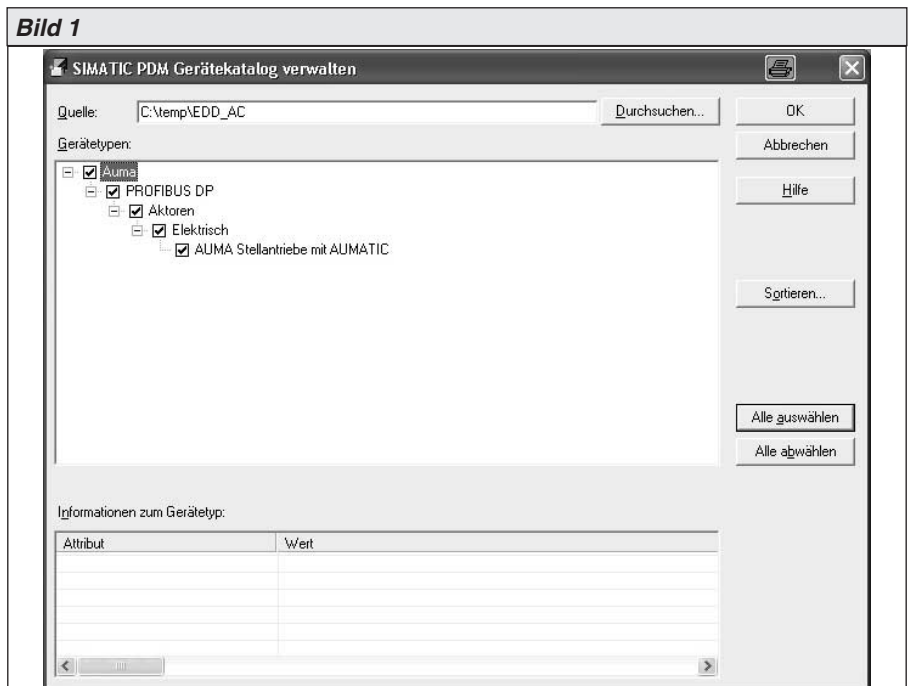 Bild 1
SIMATIC PDM Gerätekatalog verwalten
Quelle: C:\temp\EDD_AC Durchsuchen... OK
Gerätetypen: Abbrechen
Auma
PROFIBUS DP Hilfe
Aktoren
Elektrisch
AUMA Stellantriebe mit AUMATIC
Sortieren...
Alle auswählen
Alle abwählen
Informationen zum Gerätetyp:
Attribut Wert